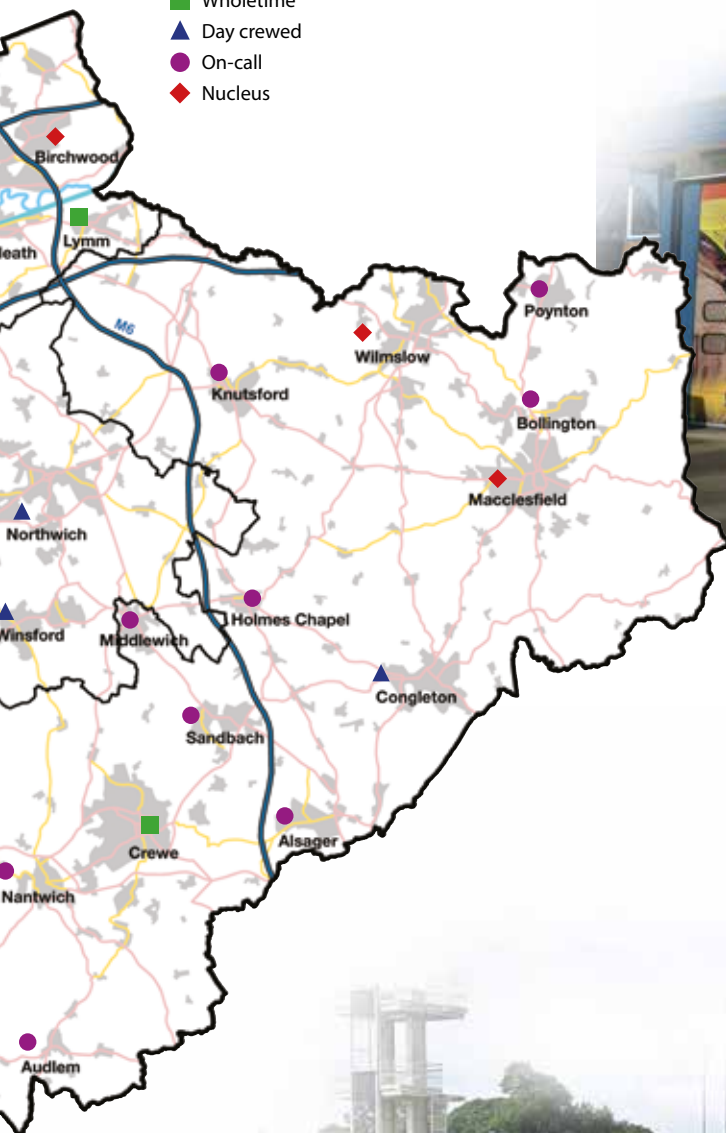 Wholetime
Day crewed
On-call
Nucleus
Birchwood
Lymm
leath
M6
Poynton
Wilmslow
Knutsford
Bollington
Macclesfield
Northwich
Holmes Chapel
Winsford
Middlewich
Congleton
Sandbach
Alsager
Crewe
Nantwich
Audlem